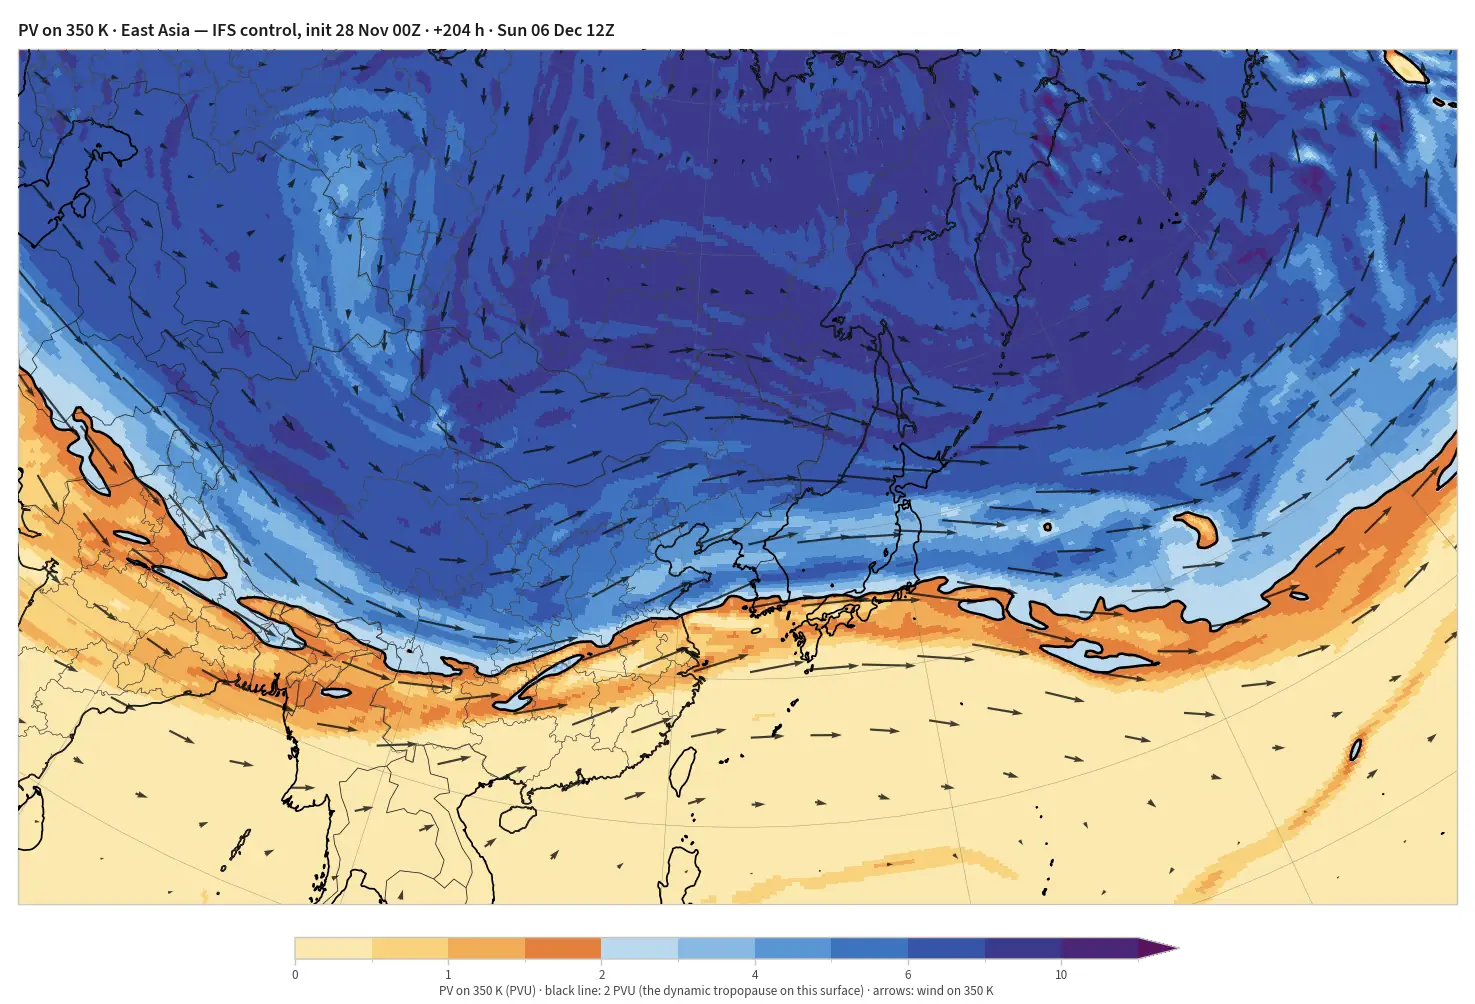 PV on 350 K · East Asia — IFS control, init 28 Nov 00Z · +204 h · Sun 06 Dec 12Z
0 1 2 4 6 10
PV on 350 K (PVU) · black line: 2 PVU (the dynamic tropopause on this surface) · arrows: wind on 350 K